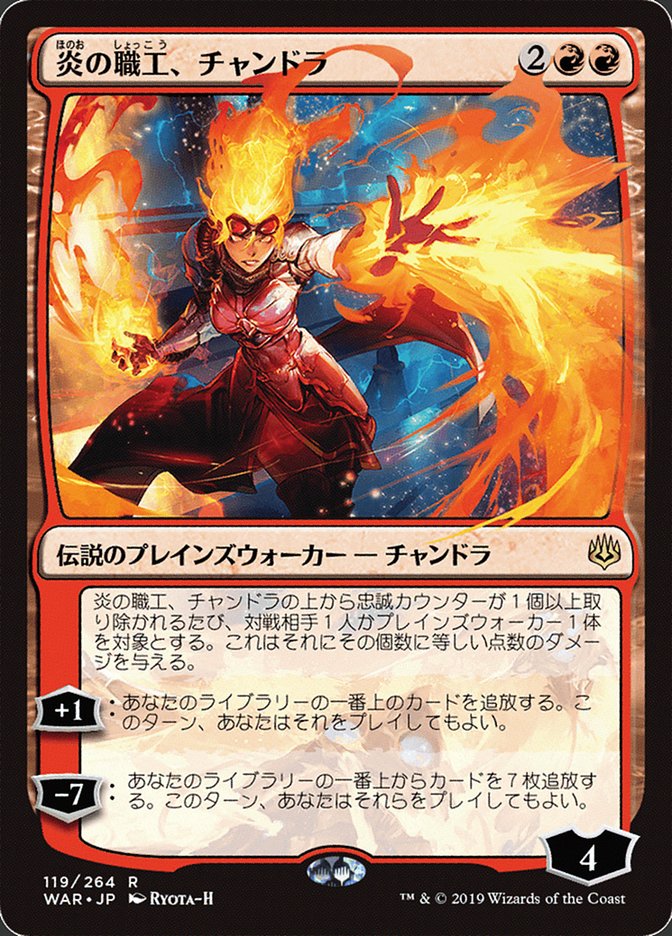 ほのお しょっこう
炎の職工、チャンドラ 2
伝説のプレインズウォーカー — チャンドラ
炎の職工、チャンドラの上から忠誠カウンターが1個以上取
り除かれるたび、対戦相手1人かプレインズウォーカー1体
を対象とする。これはそれにその個数に等しい点数のダメー
ジを与える。
+1 : あなたのライブラリーの一番上のカードを追放する。こ
のターン、あなたはそれをプレイしてもよい。
-7 : あなたのライブラリーの一番上からカードを7枚追放す
る。このターン、あなたはそれらをプレイしてもよい。
4
119/264 R
WAR • JP RYOTA-H
™ & © 2019 Wizards of the Coast